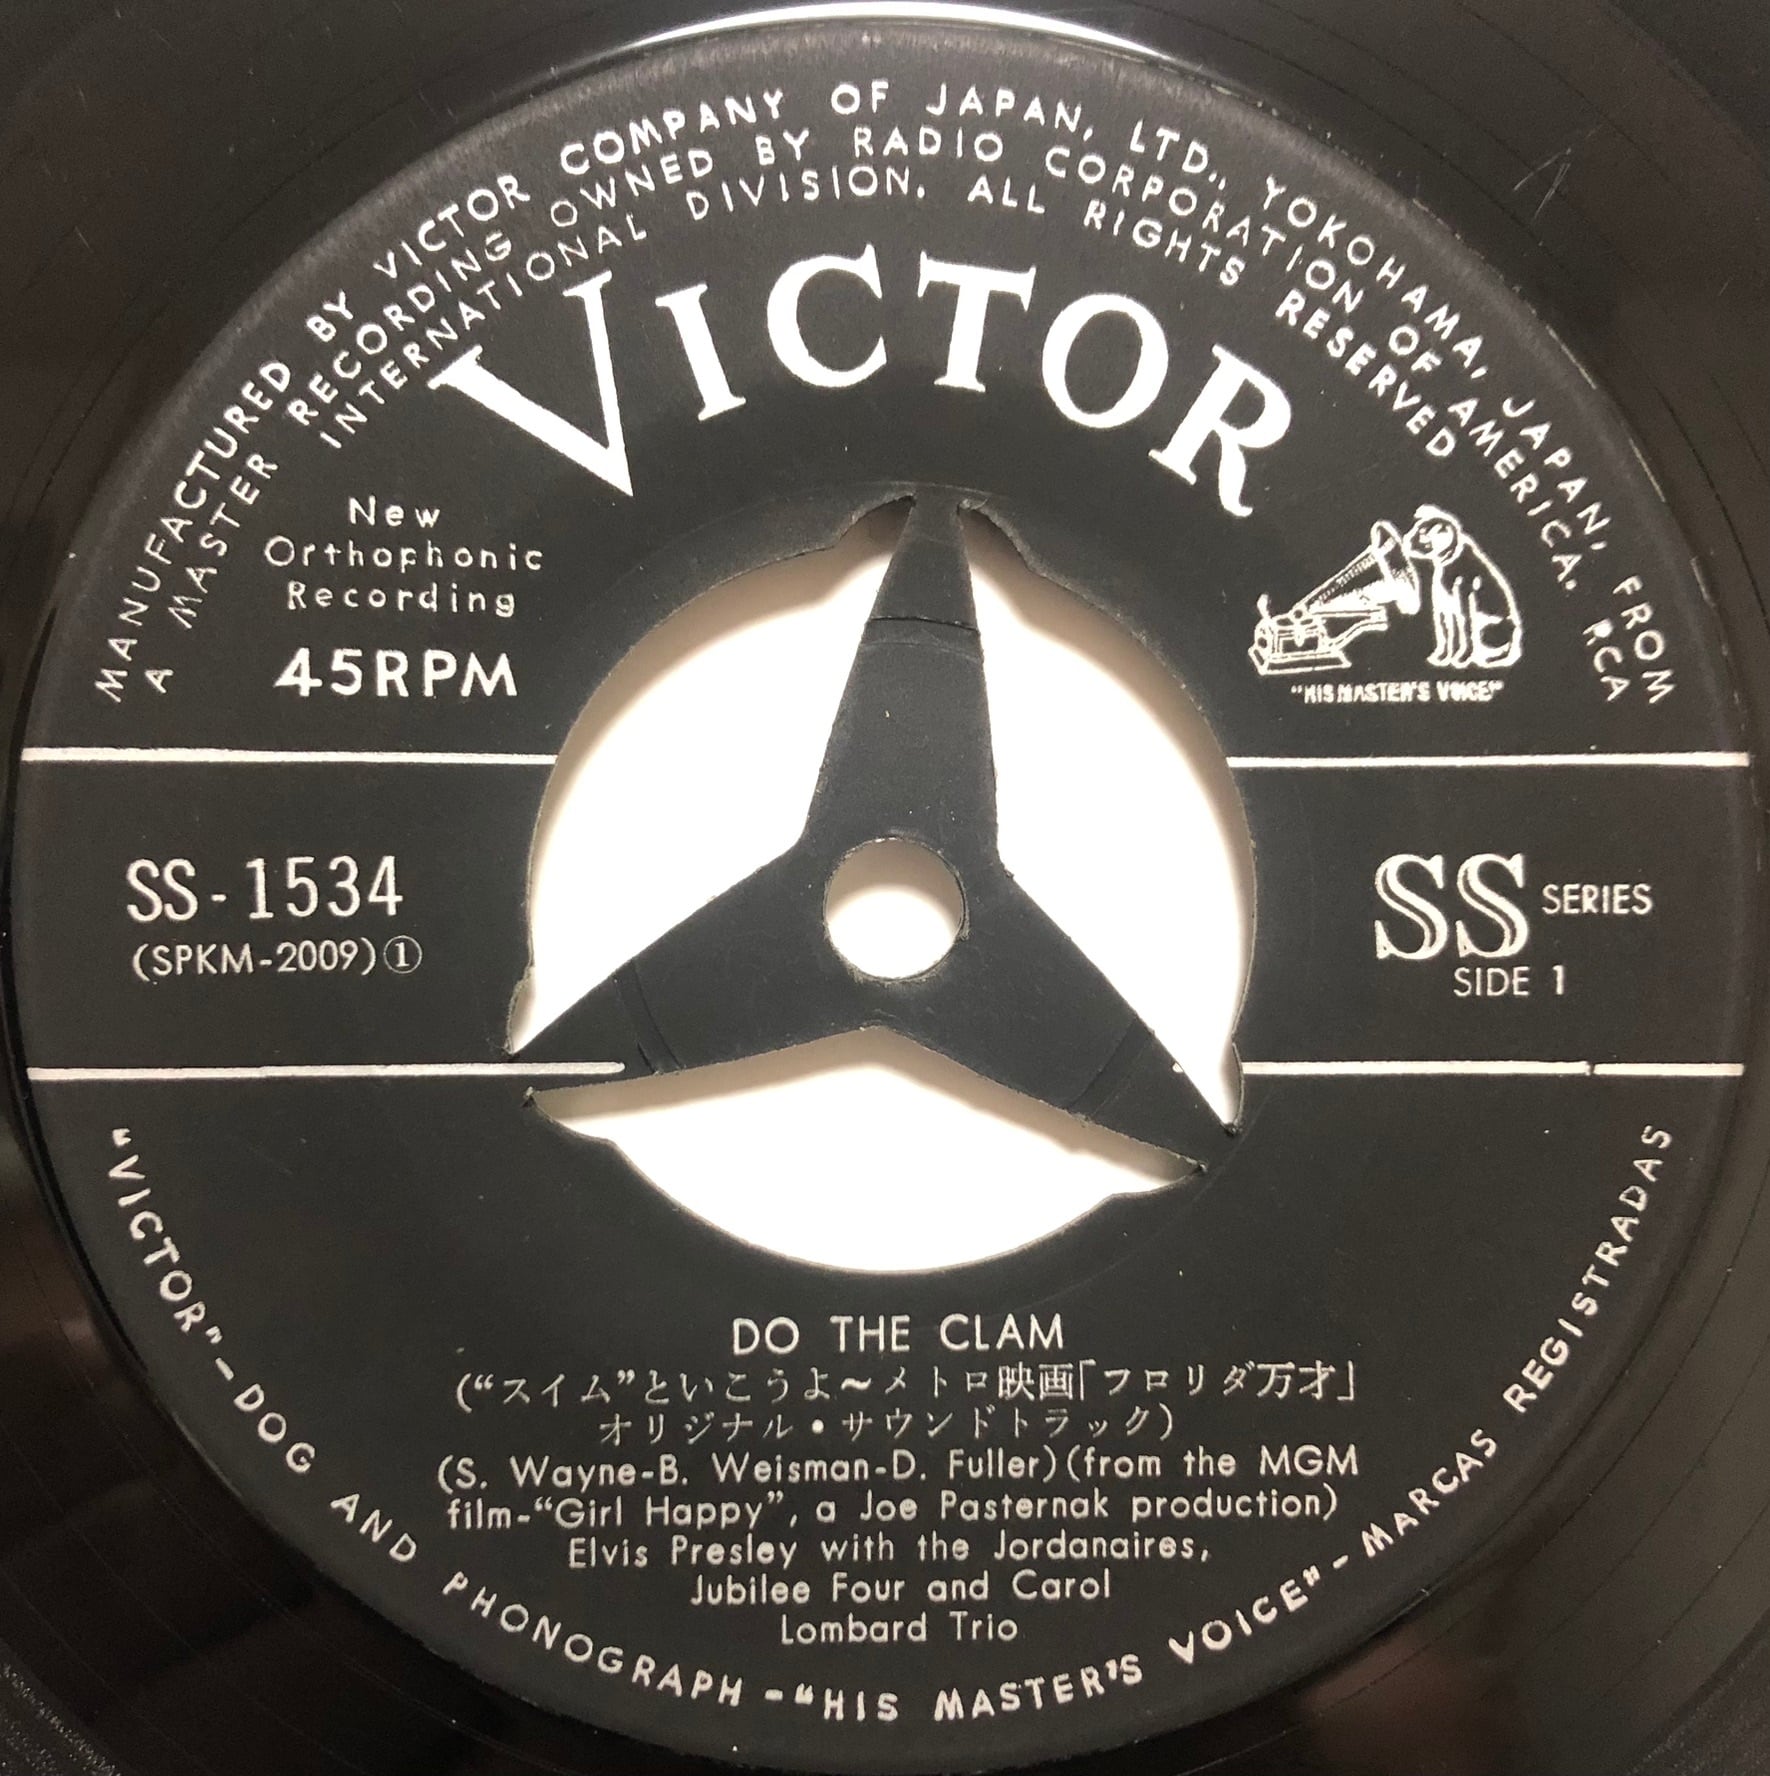 MANUFACTURED BY VICTOR COMPANY OF JAPAN, LTD., YOKOHAMA, JAPAN, FROM
A MASTER RECORDING OWNED BY RADIO CORPORATION OF AMERICA. RCA
INTERNATIONAL DIVISION. ALL RIGHTS RESERVED
VICTOR
New
Orthophonic
Recording
45RPM
"HIS MASTER'S VOICE"
SS-1534
(SPKM-2009)①
SS SERIES
SIDE 1
DO THE CLAM
(“スイム”といこうよ～メトロ映画「フロリダ万才」
オリジナル・サウンドトラック)
(S. Wayne-B. Weisman-D. Fuller)(from the MGM
film-“Girl Happy”, a Joe Pasternak production)
Elvis Presley with the Jordanaires,
Jubilee Four and Carol
Lombard Trio
"VICTOR"-DOG AND PHONOGRAPH-"HIS MASTER'S VOICE"-MARCAS REGISTRADAS